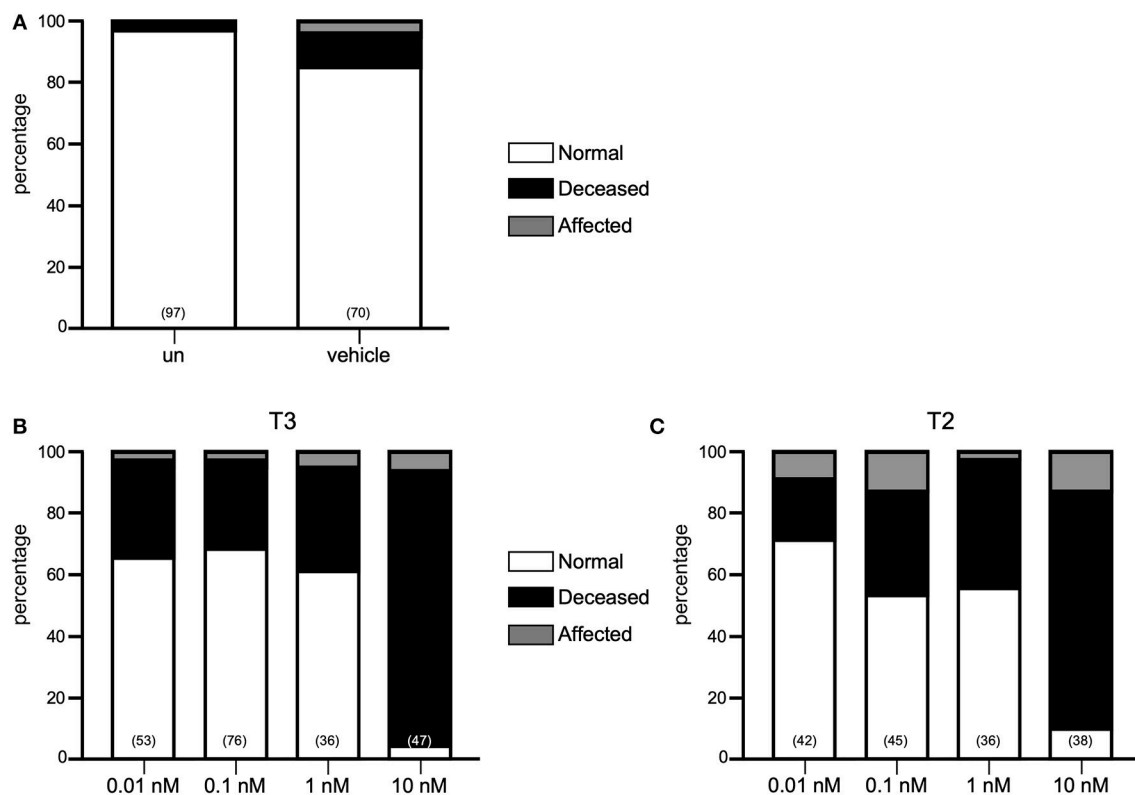 A
100
80
60
40
20
0
percentage
(97)
(70)
un
vehicle
Normal
Deceased
Affected
B
T3
100
80
60
40
20
0
percentage
(53)
(76)
(36)
(47)
0.01 nM
0.1 nM
1 nM
10 nM
Normal
Deceased
Affected
C
T2
100
80
60
40
20
0
percentage
(42)
(45)
(36)
(38)
0.01 nM
0.1 nM
1 nM
10 nM